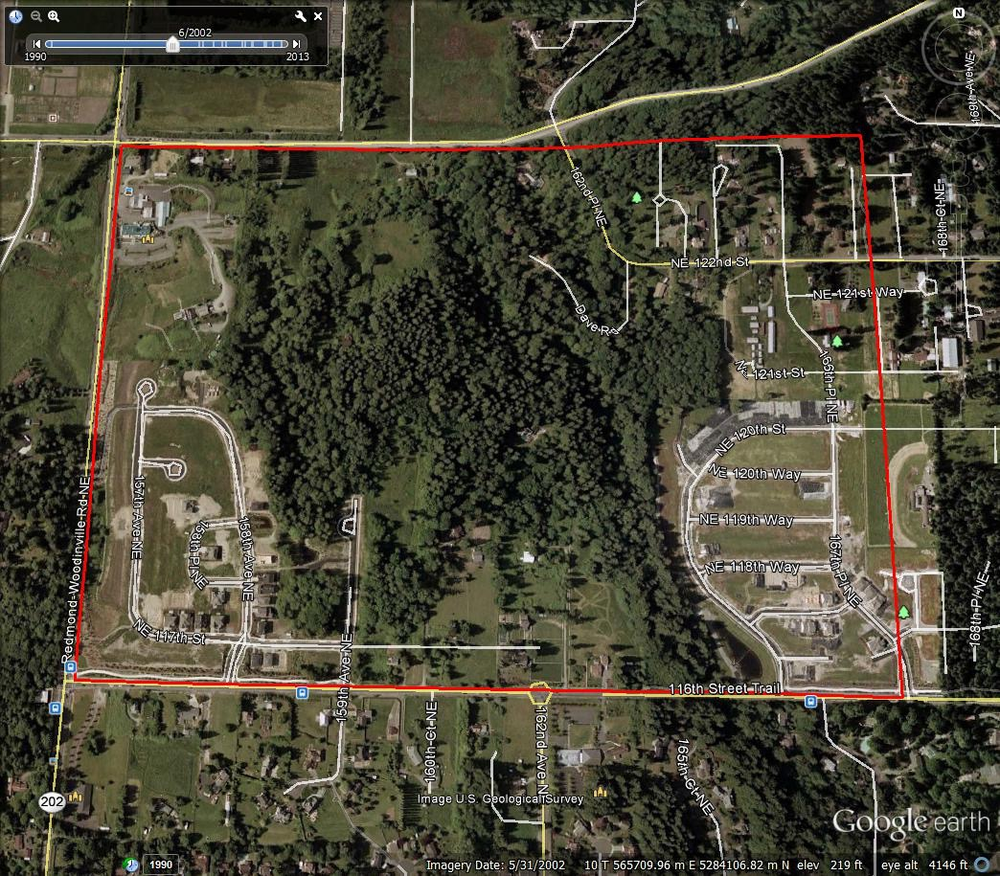 6/2002
1990
2013
N
169th Ave NE
162nd Pl NE
168th Ct NE
NE 122nd St
NE 121st Way
Dave Rd
121st St
165th Pl NE
NE 120th St
NE 120th Way
Redmond-Woodinville Rd NE
157th Ave NE
158th Pl NE
158th Ave NE
NE 119th Way
167th Pl NE
NE 118th Way
168th Pl NE
NE 117th St
159th Ave NE
116th Street Trail
160th Ct NE
162nd Ave N
165th Ct NE
202
Image U.S. Geological Survey
Google earth
1990
Imagery Date: 5/31/2002 10 T 565709.96 m E 5284106.82 m N elev 219 ft eye alt 4146 ft